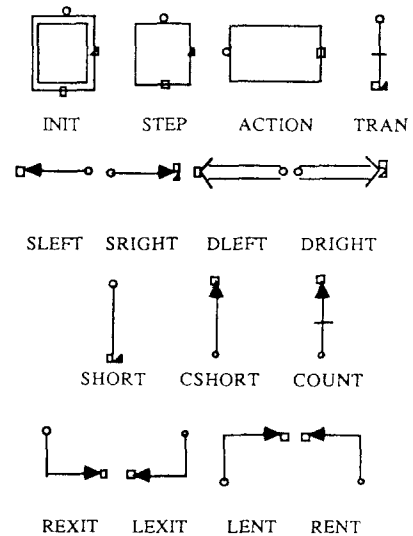 INIT STEP ACTION TRAN
SLEFT SRIGHT DLEFT DRIGHT
SHORT CSHORT COUNT
REXIT LEXIT LENT RENT